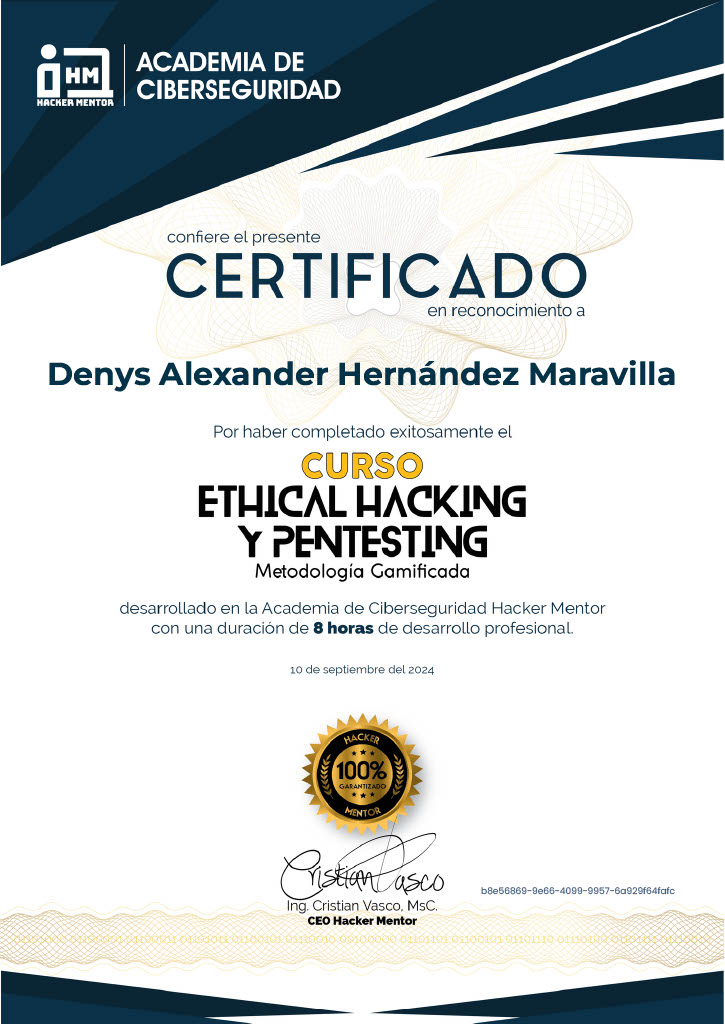 HM
HACKER MENTOR
ACADEMIA DE
CIBERSEGURIDAD
confiere el presente
CERTIFICADO
en reconocimiento a
Denys Alexander Hernández Maravilla
Por haber completado exitosamente el
CURSO
ETHICAL HACKING
Y PENTESTING
Metodología Gamificada
desarrollado en la Academia de Ciberseguridad Hacker Mentor
con una duración de 8 horas de desarrollo profesional.
10 de septiembre del 2024
HACKER
100%
GARANTIZADO
MENTOR
Cristian Vasco
b8e56869-9e66-4099-9957-6a929f64fafc
Ing. Cristian Vasco, MsC.
CEO Hacker Mentor